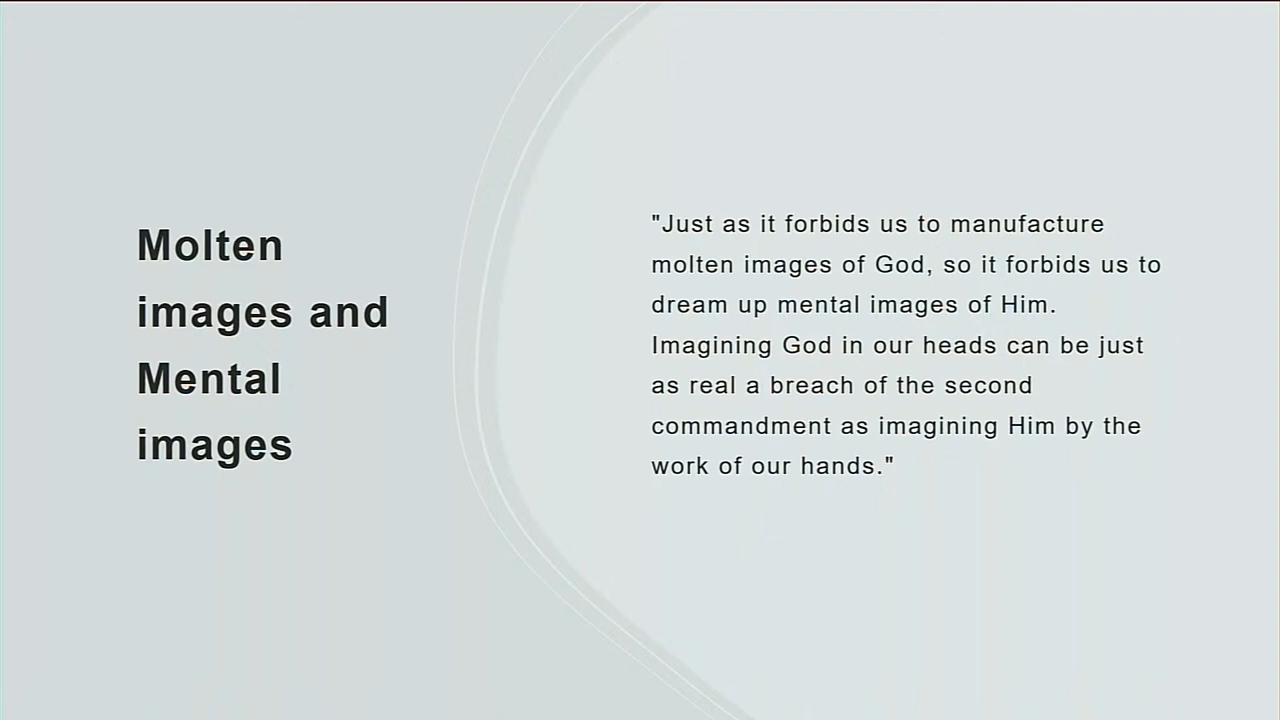 Molten
images and
Mental
images
"Just as it forbids us to manufacture
molten images of God, so it forbids us to
dream up mental images of Him.
Imagining God in our heads can be just
as real a breach of the second
commandment as imagining Him by the
work of our hands."